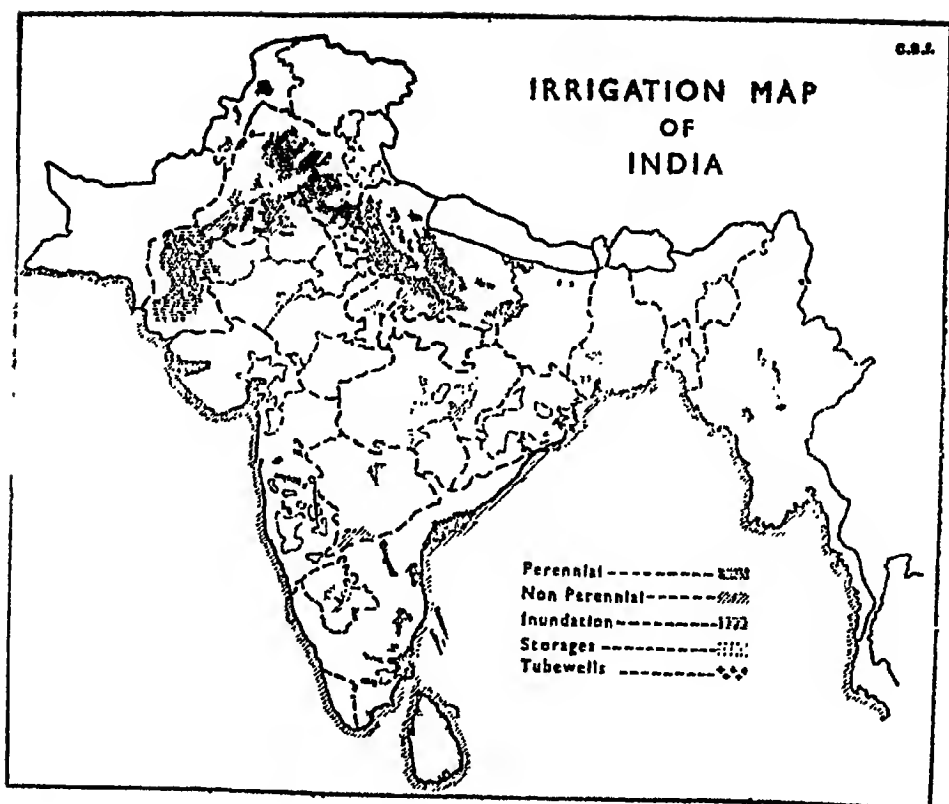 C.B.I.
IRRIGATION MAP
OF
INDIA
Perennial
Non Perennial
Inundation
Storages
Tubewells